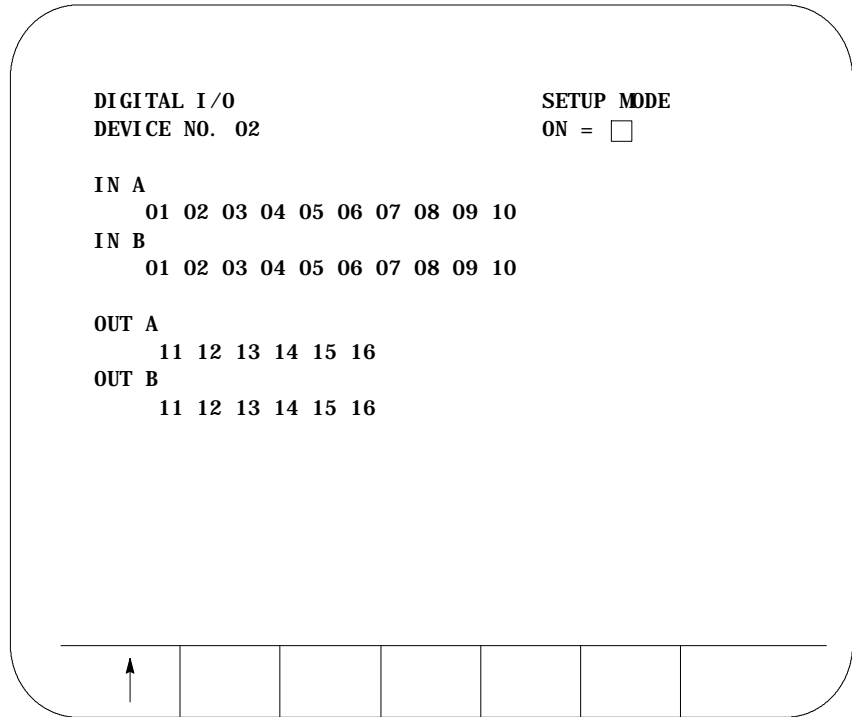 DIGITAL I/O SETUP MODE
DEVICE NO. 02 ON = □
IN A
01 02 03 04 05 06 07 08 09 10
IN B
01 02 03 04 05 06 07 08 09 10
OUT A
11 12 13 14 15 16
OUT B
11 12 13 14 15 16